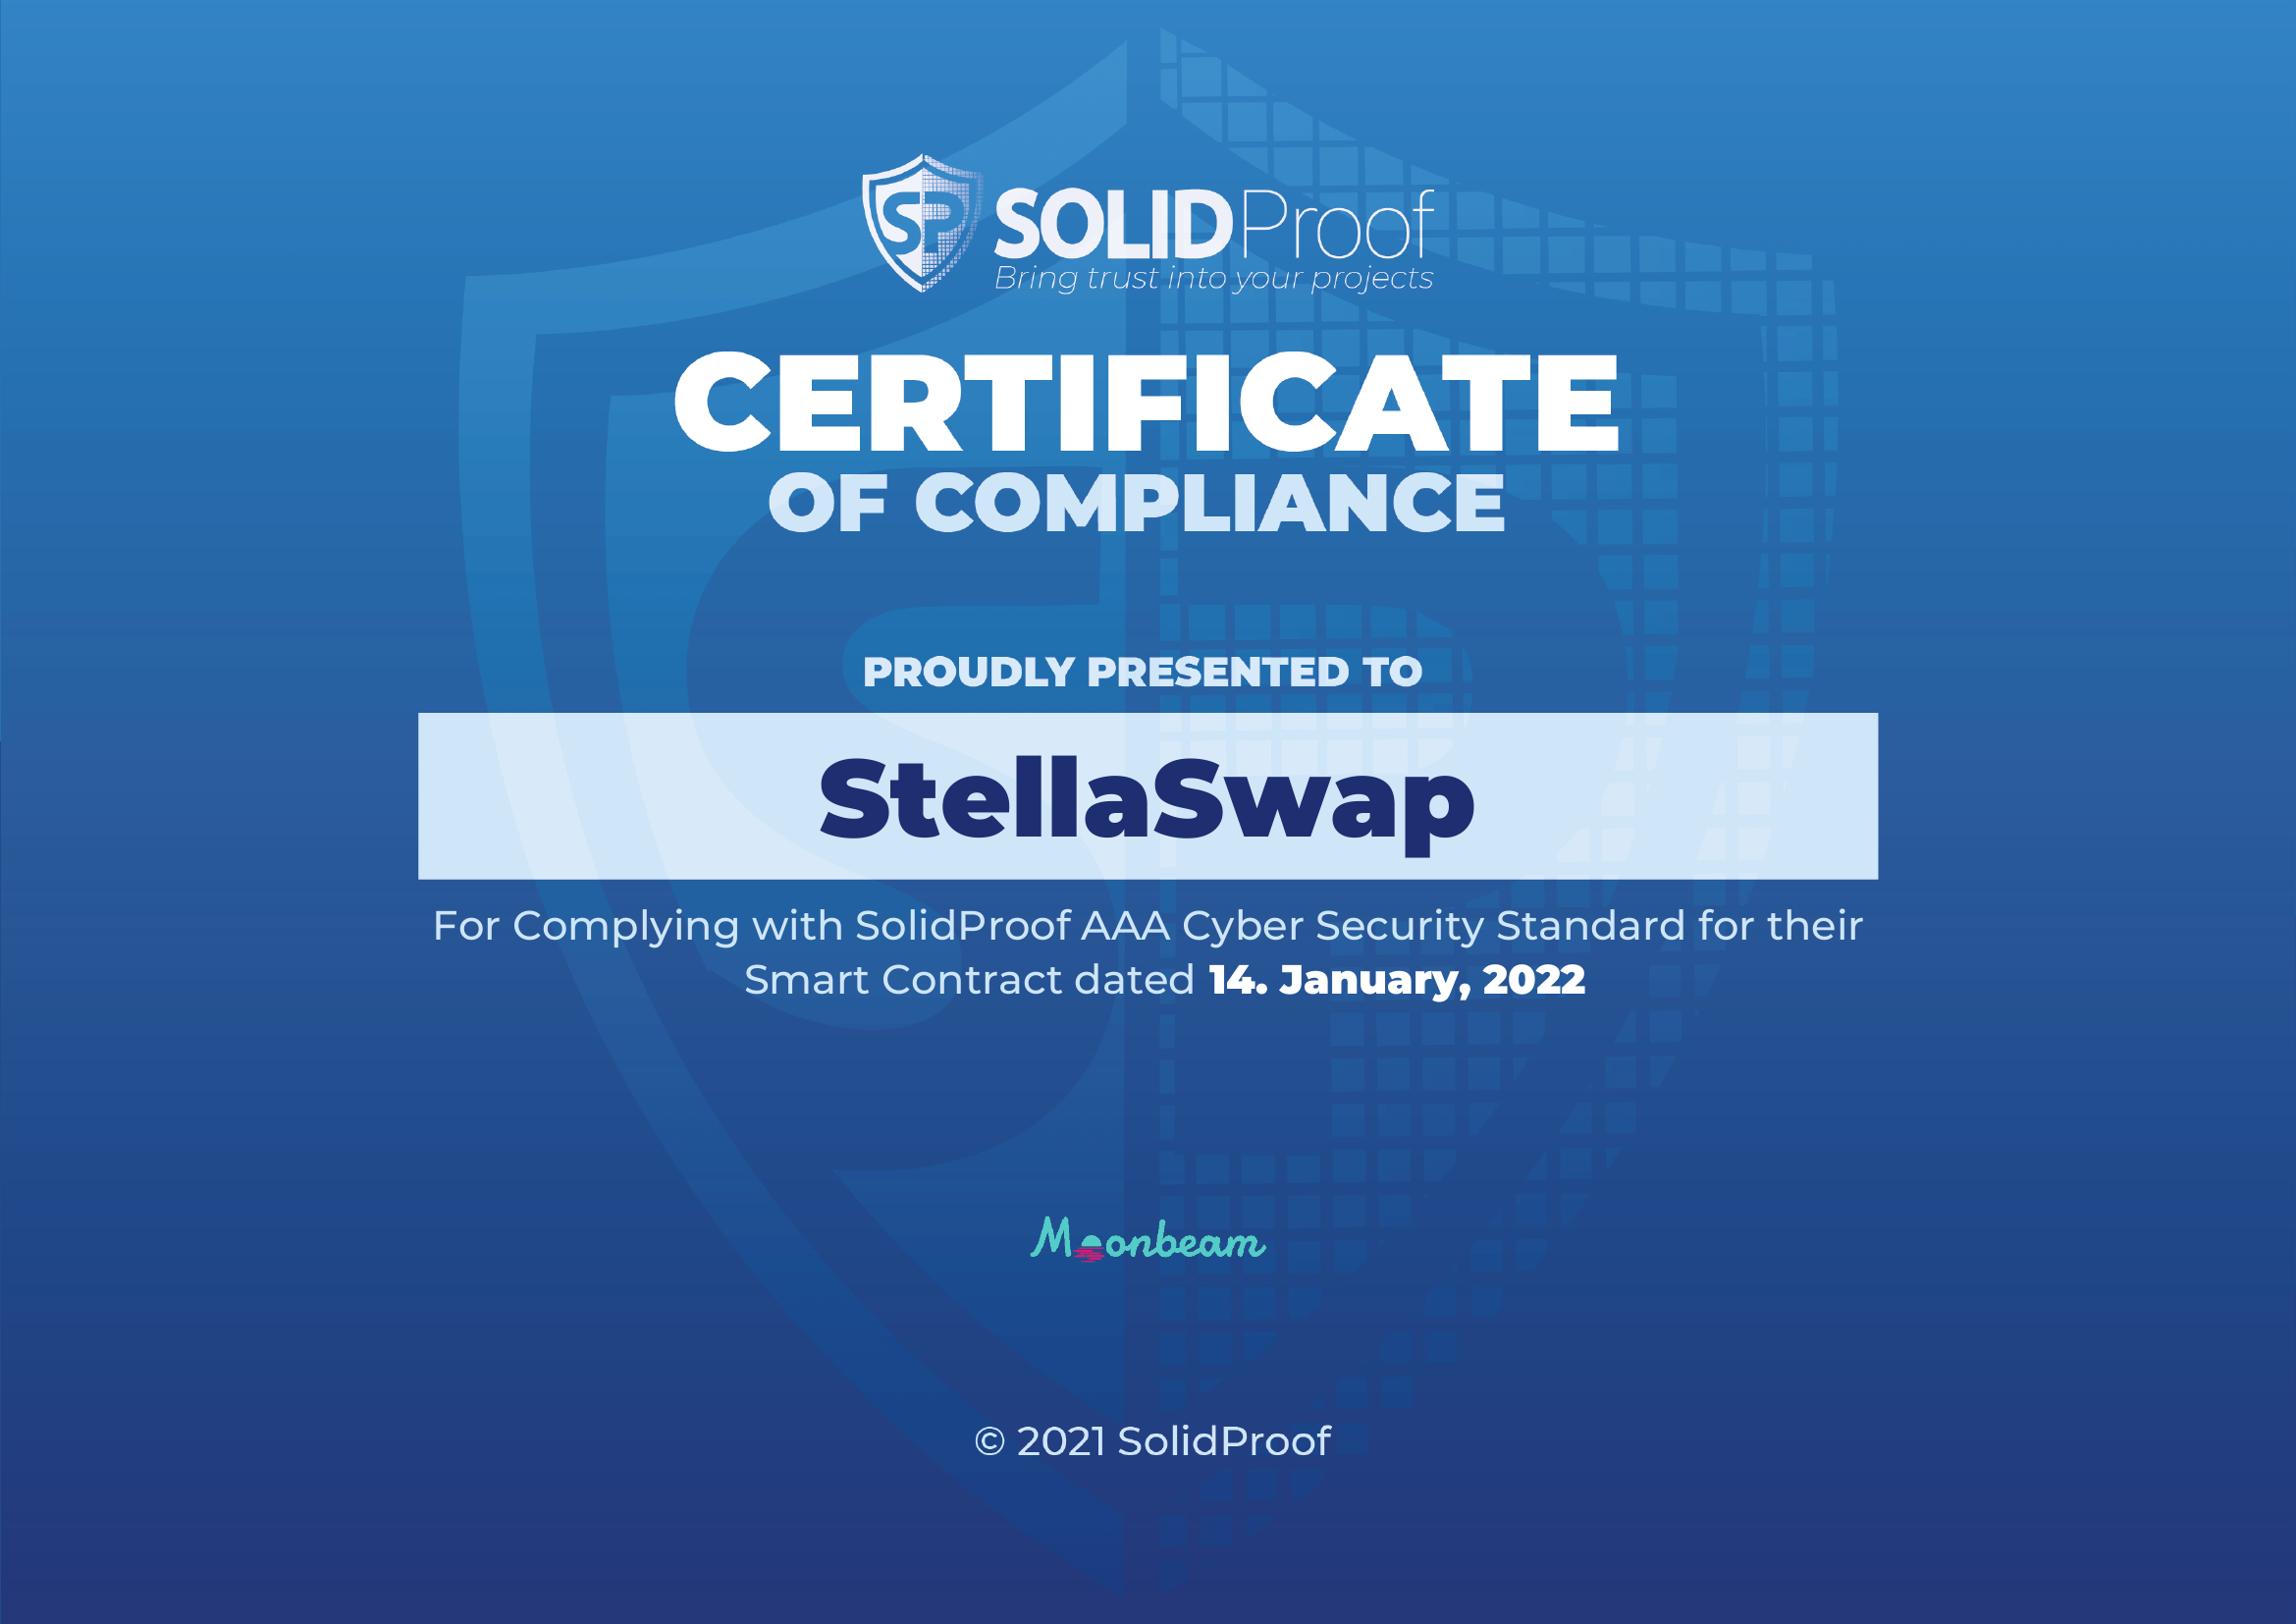 SP SOLIDProof
Bring trust into your projects
CERTIFICATE
OF COMPLIANCE
PROUDLY PRESENTED TO
StellaSwap
For Complying with SolidProof AAA Cyber Security Standard for their
Smart Contract dated 14. January, 2022
Moonbeam
© 2021 SolidProof